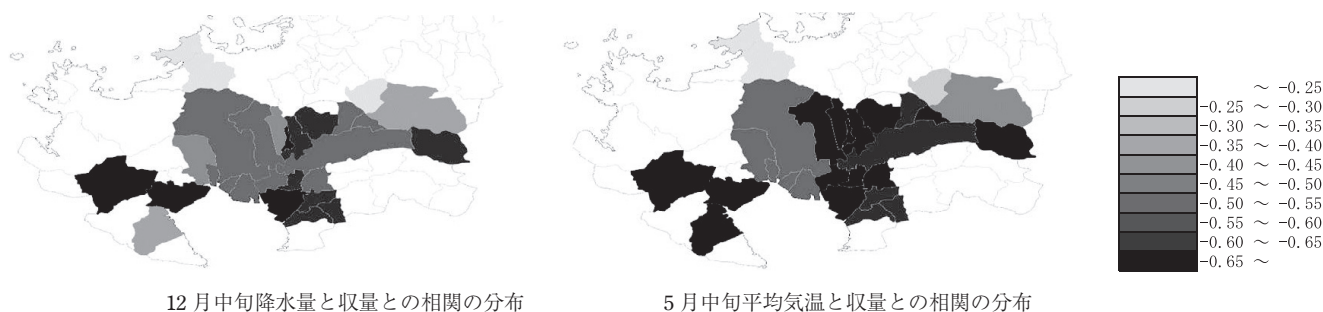 ～ -0.25
-0.25 ～ -0.30
-0.30 ～ -0.35
-0.35 ～ -0.40
-0.40 ～ -0.45
-0.45 ～ -0.50
-0.50 ～ -0.55
-0.55 ～ -0.60
-0.60 ～ -0.65
-0.65 ～
12月中旬降水量と収量との相関の分布
5月中旬平均気温と収量との相関の分布